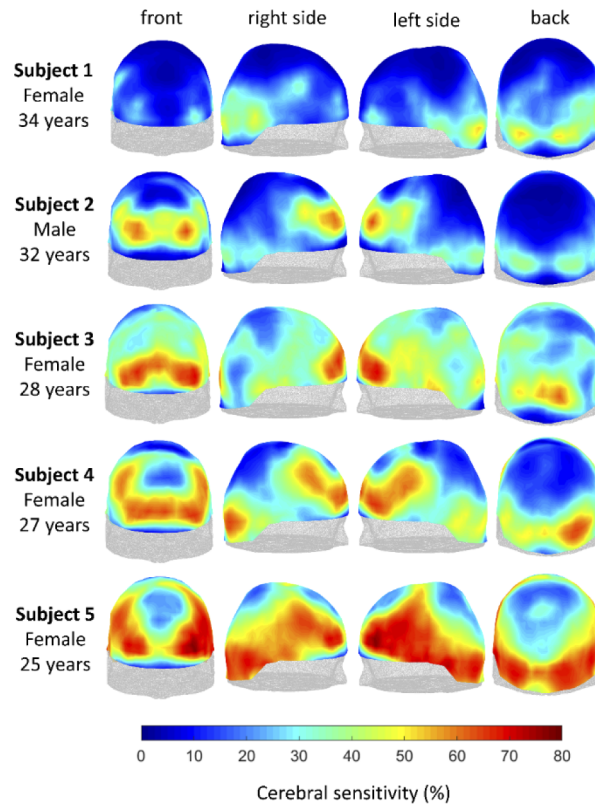 front right side left side back
Subject 1
Female
34 years
Subject 2
Male
32 years
Subject 3
Female
28 years
Subject 4
Female
27 years
Subject 5
Female
25 years
0 10 20 30 40 50 60 70 80
Cerebral sensitivity (%)